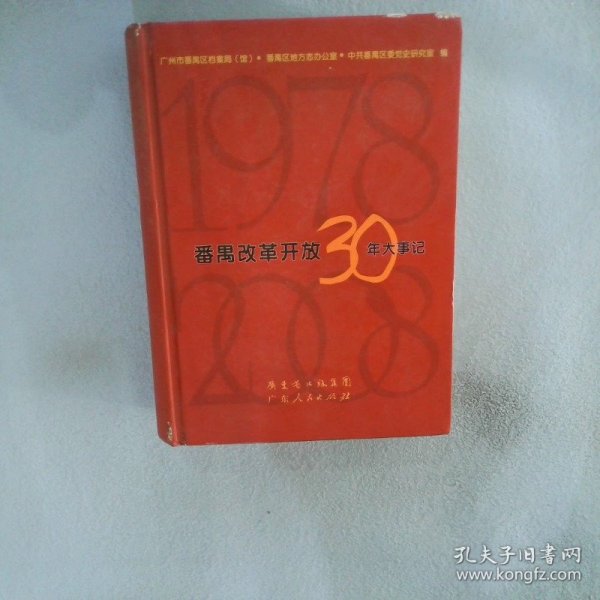 广州市番禺区档案局(馆)●番禺区地方志办公室●中共番禺区委党史研究室 编
1978
番禺改革开放30年大事记
2008
广东省出版集团
广东人民出版社
孔夫子旧书网
www.kongfz.com